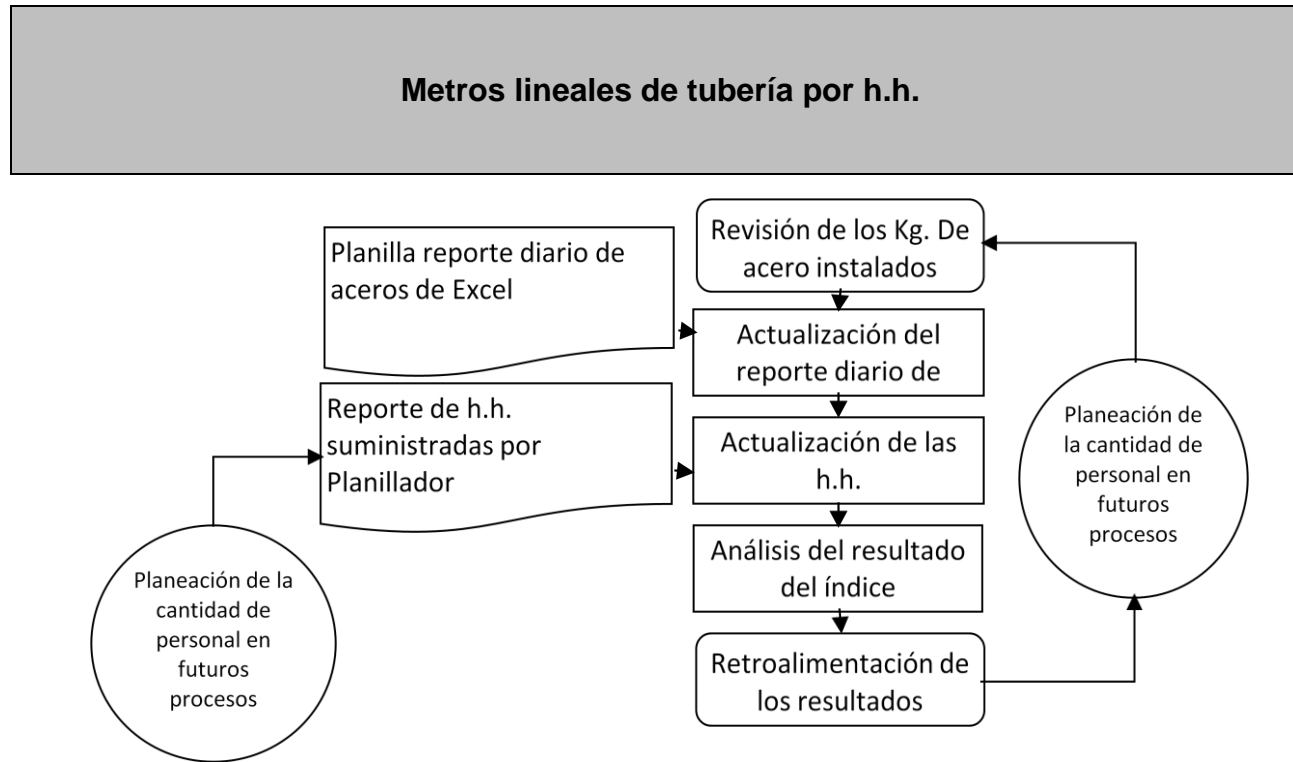 Metros lineales de tubería por h.h.
Planilla reporte diario de
aceros de Excel
Revisión de los Kg. De
acero instalados
Actualización del
reporte diario de
Reporte de h.h.
suministradas por
Planillador
Actualización de las
h.h.
Planeación de
la cantidad de
personal en
futuros
procesos
Análisis del resultado
del índice
Planeación de la
cantidad de
personal en
futuros
procesos
Retroalimentación de
los resultados